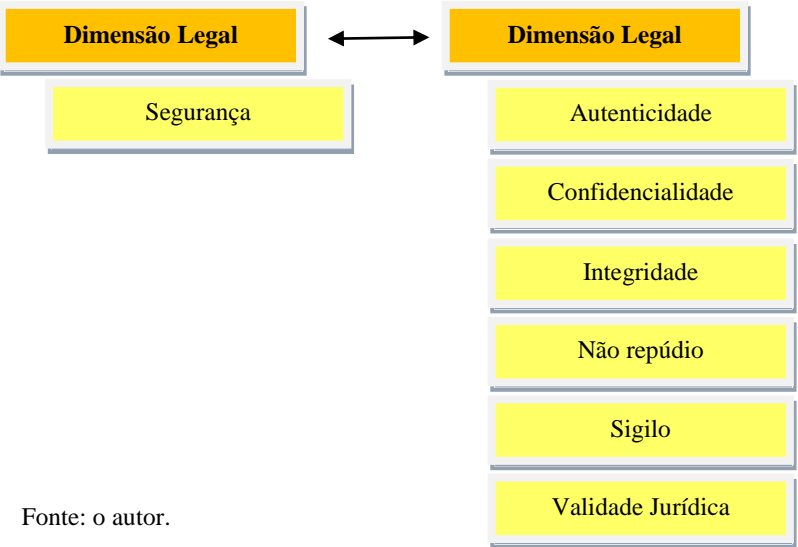 Dimensão Legal
Dimensão Legal
Segurança
Autenticidade
Confidencialidade
Integridade
Não repúdio
Sigilo
Validade Jurídica
Fonte: o autor.